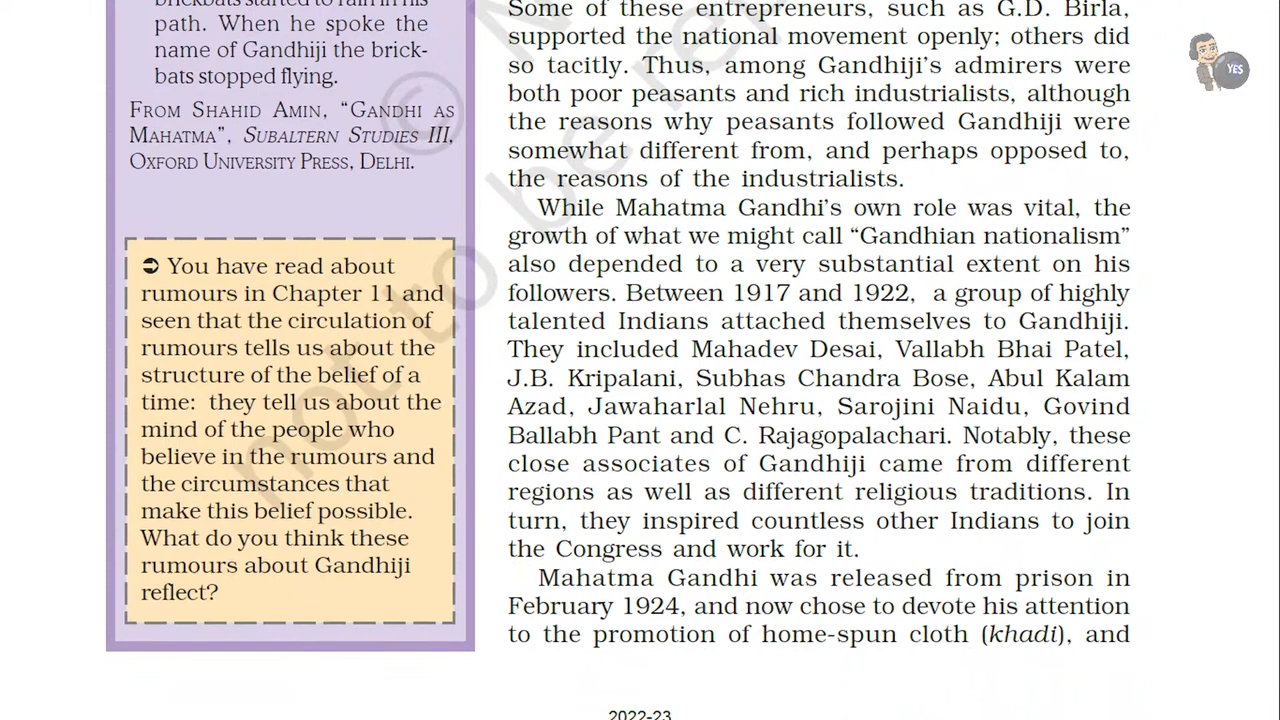 brickbats started to rain in his
path. When he spoke the
name of Gandhiji the brick-
bats stopped flying.
FROM SHAHID AMIN, “GANDHI AS
MAHATMA”, SUBALTERN STUDIES III,
OXFORD UNIVERSITY PRESS, DELHI.
➲ You have read about
rumours in Chapter 11 and
seen that the circulation of
rumours tells us about the
structure of the belief of a
time: they tell us about the
mind of the people who
believe in the rumours and
the circumstances that
make this belief possible.
What do you think these
rumours about Gandhiji
reflect?
Some of these entrepreneurs, such as G.D. Birla,
supported the national movement openly; others did
so tacitly. Thus, among Gandhiji’s admirers were
both poor peasants and rich industrialists, although
the reasons why peasants followed Gandhiji were
somewhat different from, and perhaps opposed to,
the reasons of the industrialists.
While Mahatma Gandhi’s own role was vital, the
growth of what we might call “Gandhian nationalism”
also depended to a very substantial extent on his
followers. Between 1917 and 1922, a group of highly
talented Indians attached themselves to Gandhiji.
They included Mahadev Desai, Vallabh Bhai Patel,
J.B. Kripalani, Subhas Chandra Bose, Abul Kalam
Azad, Jawaharlal Nehru, Sarojini Naidu, Govind
Ballabh Pant and C. Rajagopalachari. Notably, these
close associates of Gandhiji came from different
regions as well as different religious traditions. In
turn, they inspired countless other Indians to join
the Congress and work for it.
Mahatma Gandhi was released from prison in
February 1924, and now chose to devote his attention
to the promotion of home-spun cloth (khadi), and
2022-23
YES
© N
not to be re